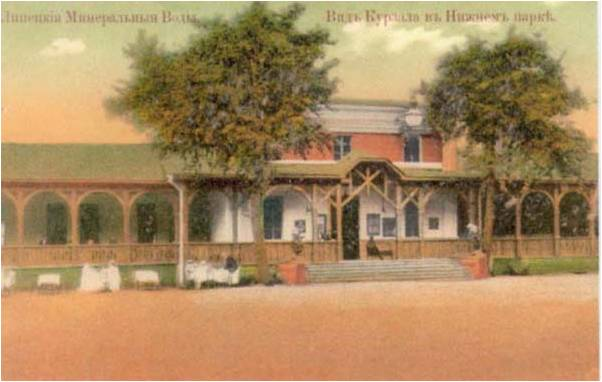 Липецкія Минеральныя Воды.
Видъ Курзала въ Нижнемъ паркѣ.